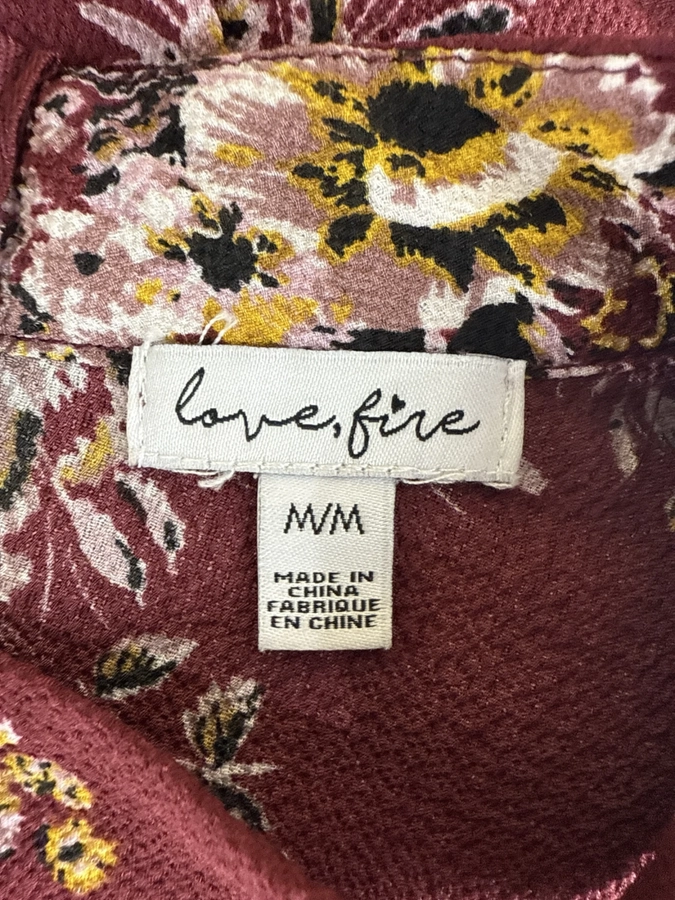 love, fire
M/M
MADE IN
CHINA
FABRIQUE
EN CHINE